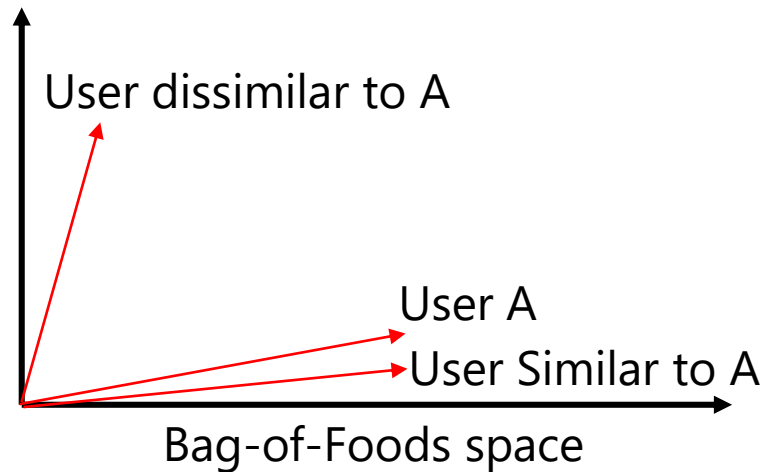 User dissimilar to A
User A
User Similar to A
Bag-of-Foods space